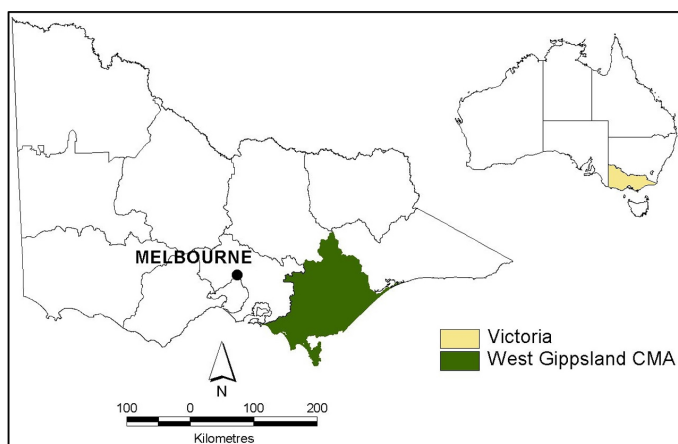 MELBOURNE
Victoria
West Gippsland CMA
N
100 0 100 200
Kilometres